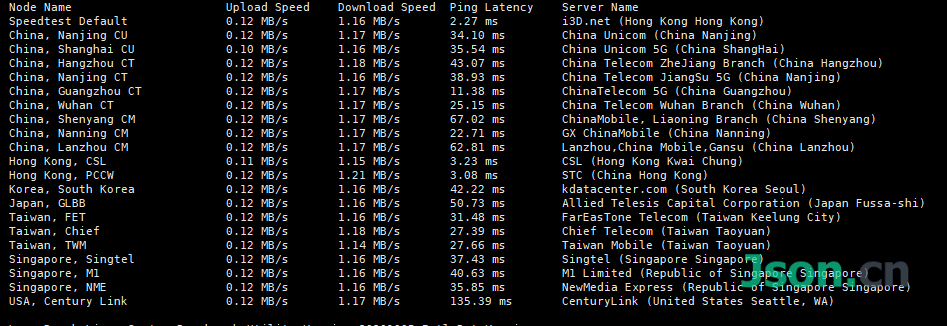 Node Name Upload Speed Download Speed Ping Latency Server Name
Speedtest Default 0.12 MB/s 1.16 MB/s 2.27 ms i3D.net (Hong Kong Hong Kong)
China, Nanjing CU 0.12 MB/s 1.17 MB/s 34.10 ms China Unicom (China Nanjing)
China, Shanghai CU 0.10 MB/s 1.16 MB/s 35.54 ms China Unicom 5G (China ShangHai)
China, Hangzhou CT 0.12 MB/s 1.18 MB/s 43.07 ms China Telecom ZheJiang Branch (China Hangzhou)
China, Nanjing CT 0.12 MB/s 1.16 MB/s 38.93 ms China Telecom JiangSu 5G (China Nanjing)
China, Guangzhou CT 0.12 MB/s 1.17 MB/s 11.38 ms ChinaTelecom 5G (China Guangzhou)
China, Wuhan CT 0.12 MB/s 1.17 MB/s 25.15 ms China Telecom Wuhan Branch (China Wuhan)
China, Shenyang CM 0.12 MB/s 1.17 MB/s 67.02 ms ChinaMobile, Liaoning Branch (China Shenyang)
China, Nanning CM 0.12 MB/s 1.17 MB/s 22.71 ms GX ChinaMobile (China Nanning)
China, Lanzhou CM 0.12 MB/s 1.17 MB/s 62.81 ms Lanzhou,China Mobile,Gansu (China Lanzhou)
Hong Kong, CSL 0.11 MB/s 1.15 MB/s 3.23 ms CSL (Hong Kong Kwai Chung)
Hong Kong, PCCW 0.12 MB/s 1.21 MB/s 3.08 ms STC (China Hong Kong)
Korea, South Korea 0.12 MB/s 1.16 MB/s 42.22 ms kdatacenter.com (South Korea Seoul)
Japan, GLBB 0.12 MB/s 1.16 MB/s 50.73 ms Allied Telesis Capital Corporation (Japan Fussa-shi)
Taiwan, FET 0.12 MB/s 1.16 MB/s 31.48 ms FarEasTone Telecom (Taiwan Keelung City)
Taiwan, Chief 0.12 MB/s 1.18 MB/s 27.39 ms Chief Telecom (Taiwan Taoyuan)
Taiwan, TWM 0.12 MB/s 1.14 MB/s 27.66 ms Taiwan Mobile (Taiwan Taoyuan)
Singapore, Singtel 0.12 MB/s 1.16 MB/s 37.43 ms Singtel (Singapore Singapore)
Singapore, M1 0.12 MB/s 1.16 MB/s 40.63 ms M1 Limited (Republic of Singapore Singapore)
Singapore, NME 0.12 MB/s 1.16 MB/s 35.85 ms NewMedia Express (Republic of Singapore Singapore)
USA, Century Link 0.12 MB/s 1.17 MB/s 135.39 ms CenturyLink (United States Seattle, WA)
Json.cn